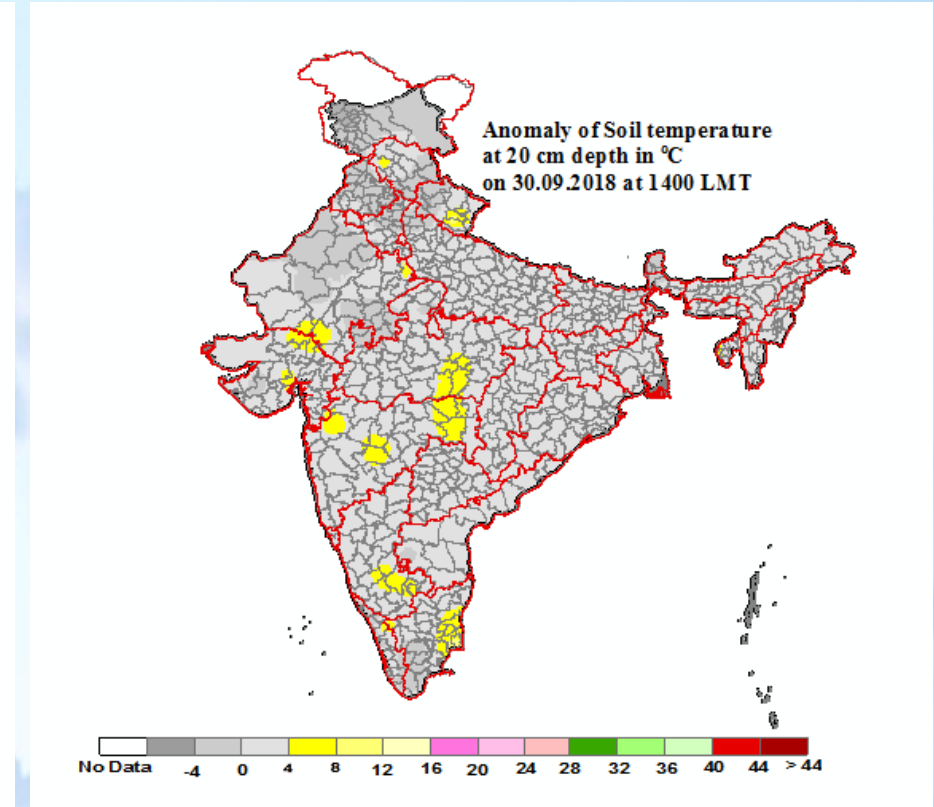 Anomaly of Soil temperature
at 20 cm depth in °C
on 30.09.2018 at 1400 LMT
No Data -4 0 4 8 12 16 20 24 28 32 36 40 44 > 44